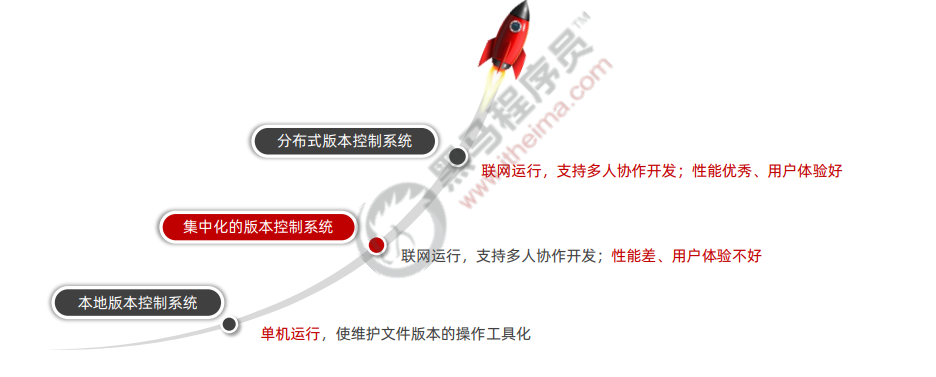 分布式版本控制系统
联网运行，支持多人协作开发；性能优秀、用户体验好
集中化的版本控制系统
联网运行，支持多人协作开发；性能差、用户体验不好
本地版本控制系统
单机运行，使维护文件版本的操作工具化
黑马程序员™
www.itheima.com